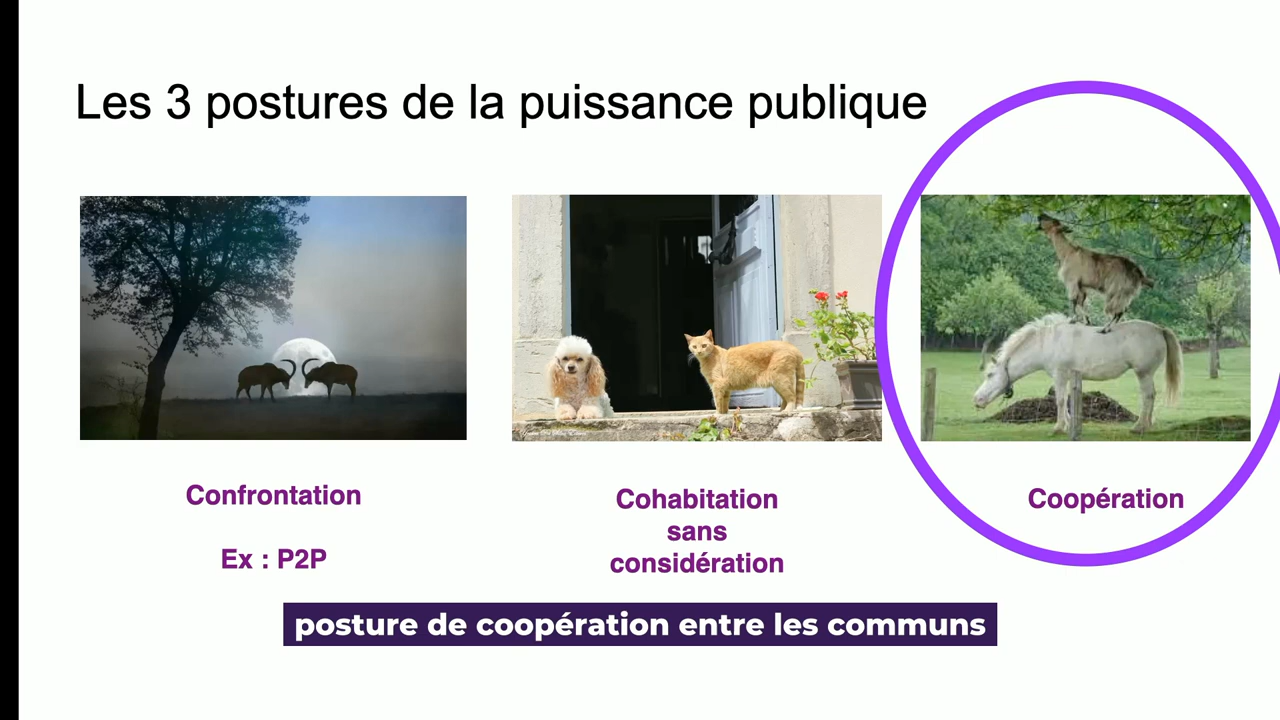 Les 3 postures de la puissance publique
Confrontation
Ex : P2P
Cohabitation
sans
considération
Coopération
posture de coopération entre les communs